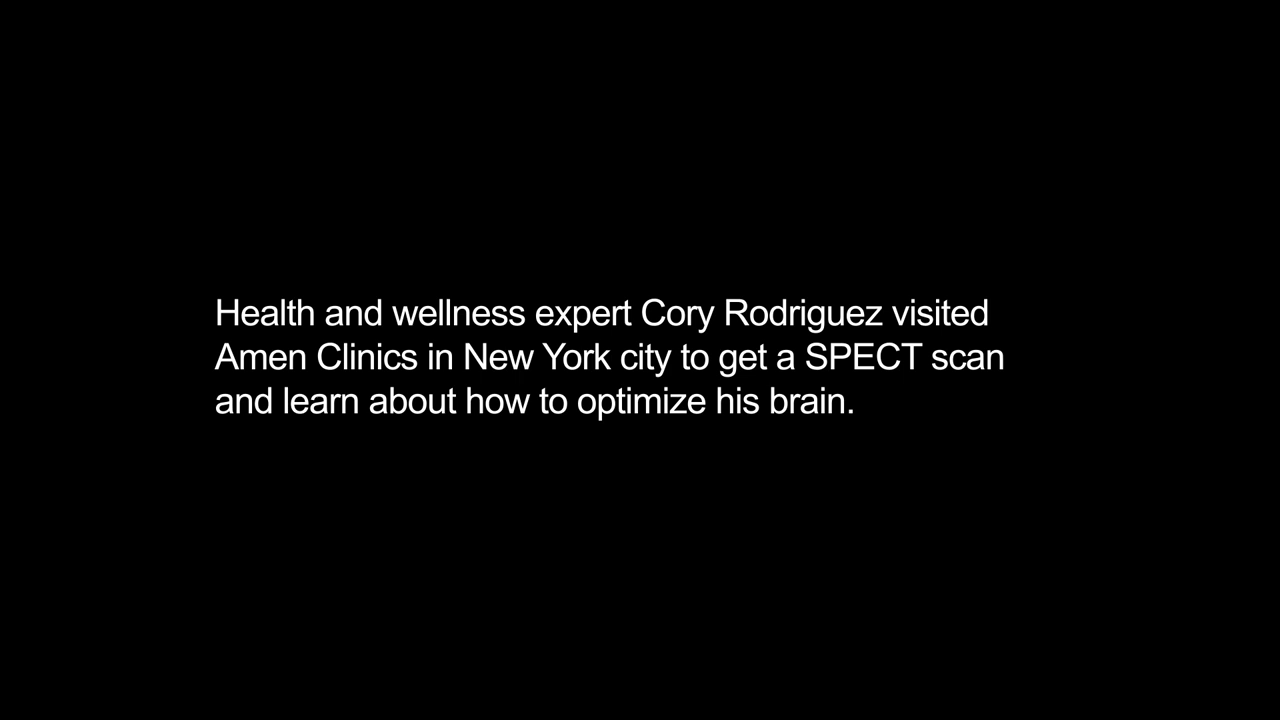 Health and wellness expert Cory Rodriguez visited
Amen Clinics in New York city to get a SPECT scan
and learn about how to optimize his brain.